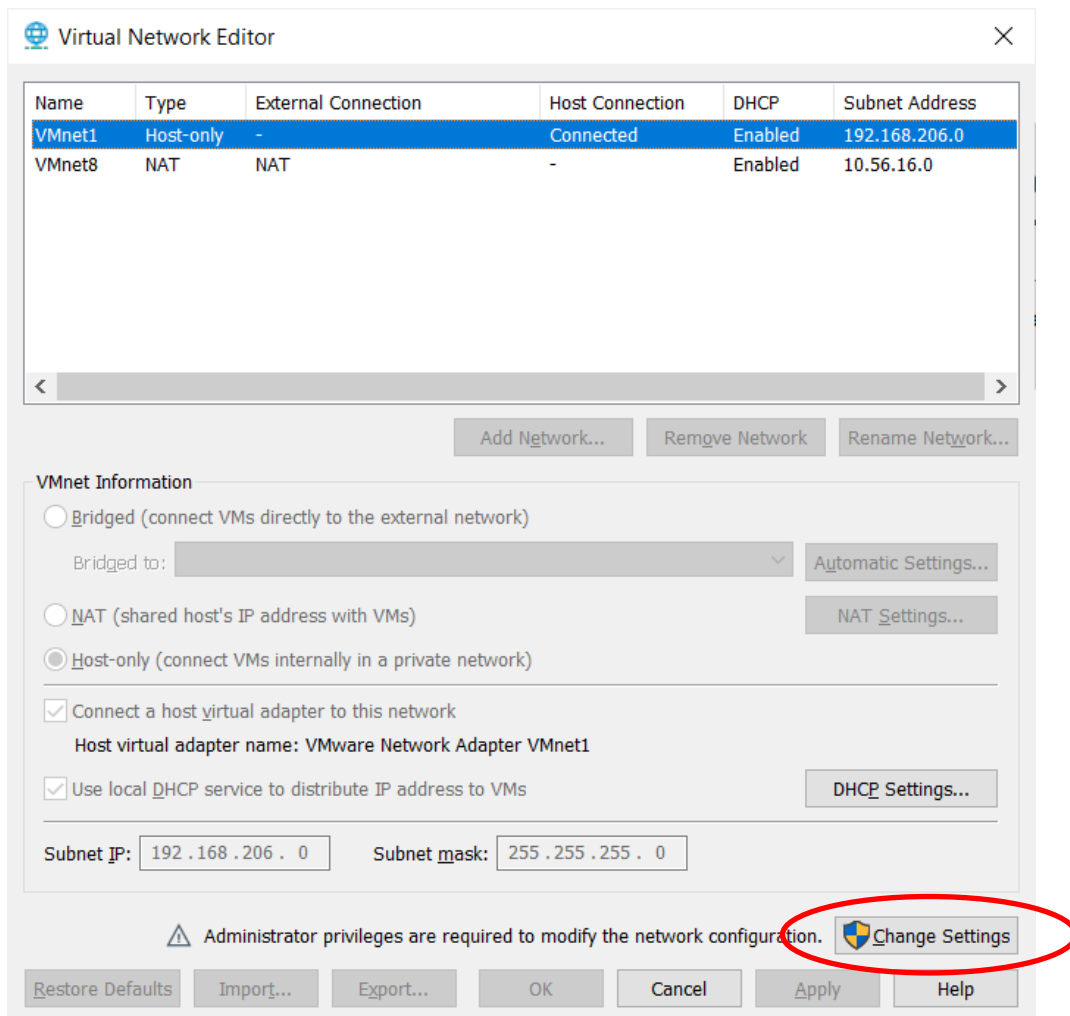 Virtual Network Editor
Name Type External Connection Host Connection DHCP Subnet Address
VMnet1 Host-only - Connected Enabled 192.168.206.0
VMnet8 NAT NAT - Enabled 10.56.16.0
Add Network... Remove Network Rename Network...
VMnet Information
Bridged (connect VMs directly to the external network)
Bridged to: Automatic Settings...
NAT (shared host's IP address with VMs) NAT Settings...
Host-only (connect VMs internally in a private network)
Connect a host virtual adapter to this network
Host virtual adapter name: VMware Network Adapter VMnet1
Use local DHCP service to distribute IP address to VMs DHCP Settings...
Subnet IP: 192 . 168 . 206 . 0 Subnet mask: 255 . 255 . 255 . 0
Administrator privileges are required to modify the network configuration. Change Settings
Restore Defaults Import... Export... OK Cancel Apply Help